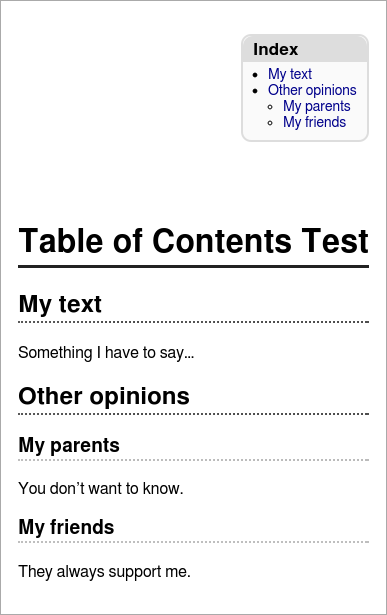 Index
My text
Other opinions
My parents
My friends
Table of Contents Test
My text
Something I have to say...
Other opinions
My parents
You don’t want to know.
My friends
They always support me.